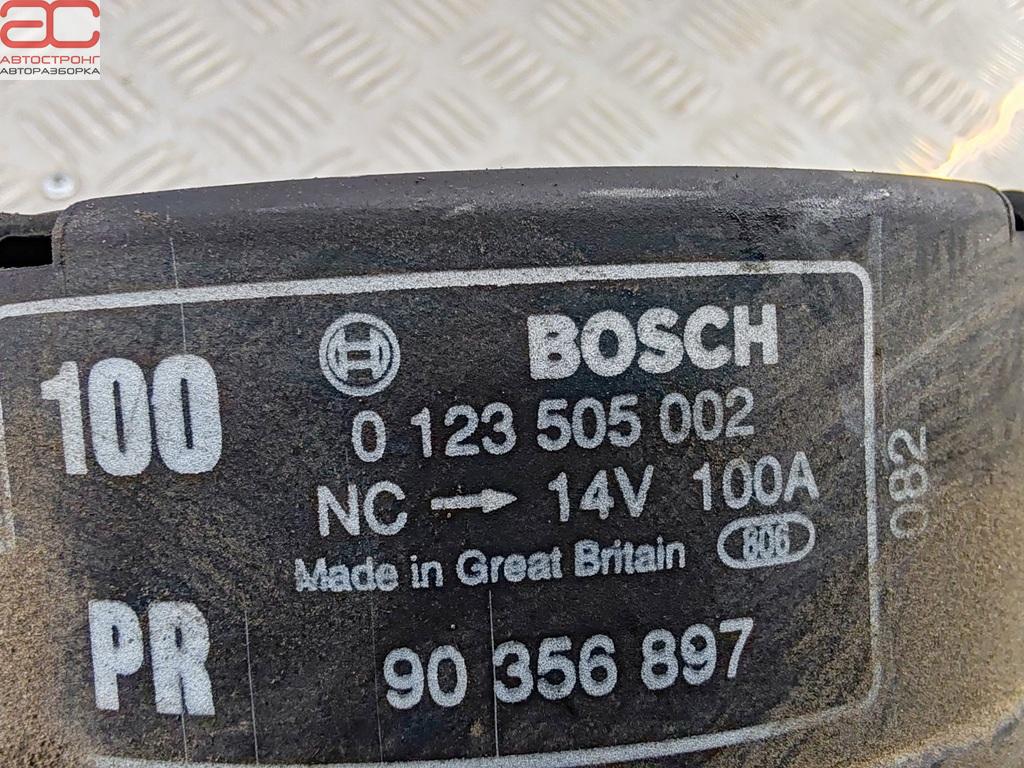 ac
АВТОСТРОНГ
АВТОРАЗБОРКА
100
BOSCH
0 123 505 002
NC → 14V 100A
Made in Great Britain 806
082
PR
90 356 897